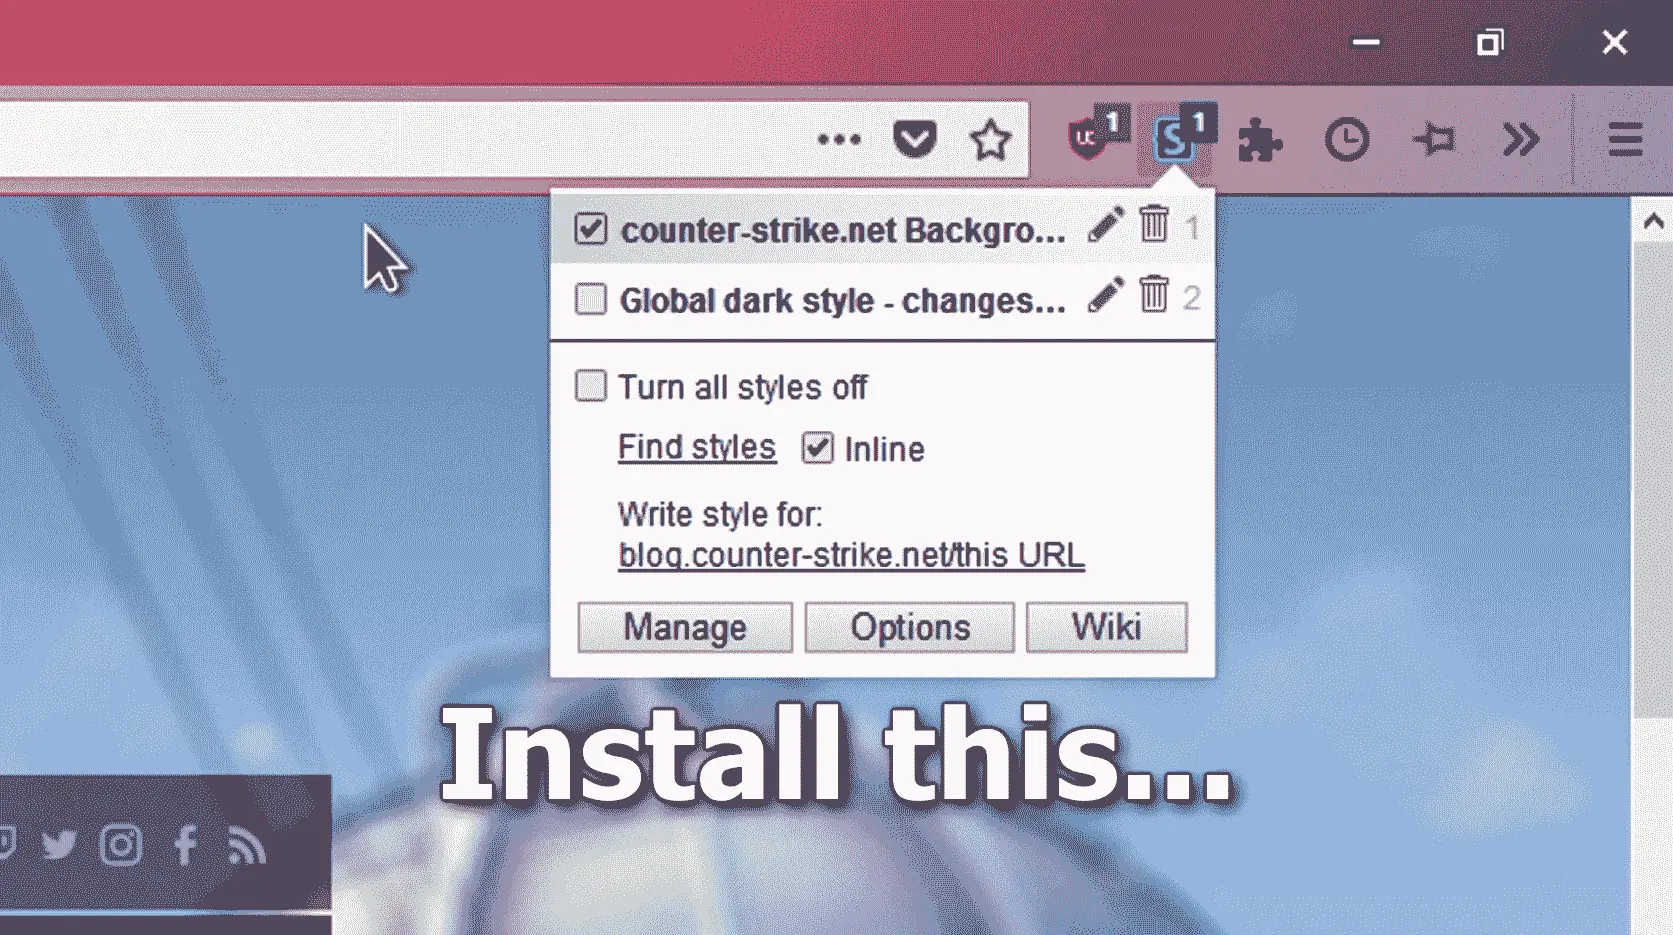 1
1
counter-strike.net Backgro... 1
Global dark style - changes... 2
Turn all styles off
Find styles Inline
Write style for:
blog.counter-strike.net/this URL
Manage Options Wiki
Install this...